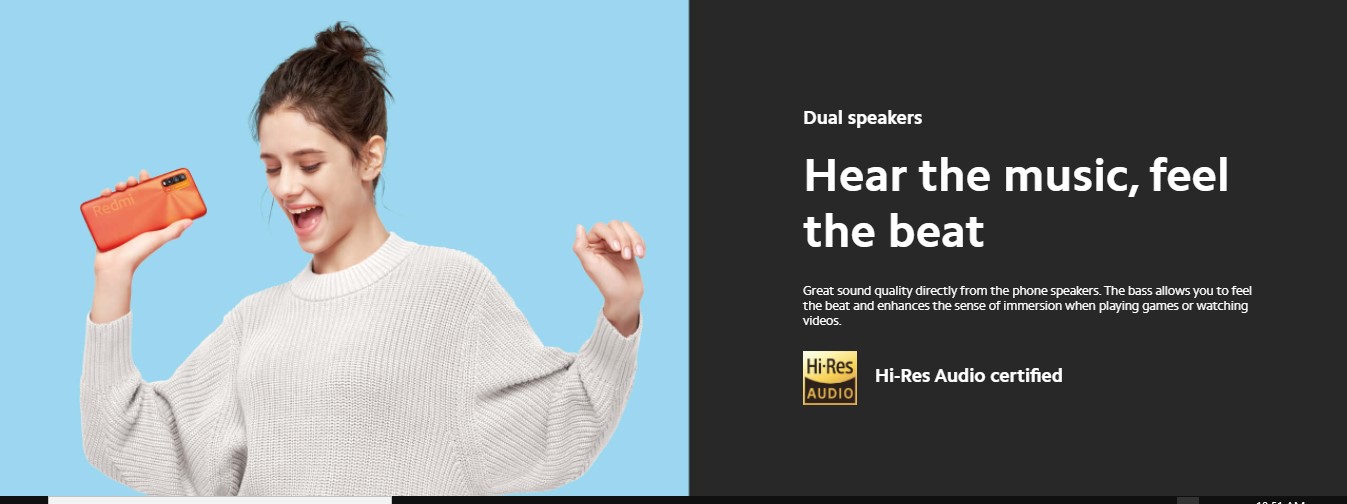 Redmi
Dual speakers
Hear the music, feel
the beat
Great sound quality directly from the phone speakers. The bass allows you to feel
the beat and enhances the sense of immersion when playing games or watching
videos.
Hi-Res
AUDIO
Hi-Res Audio certified